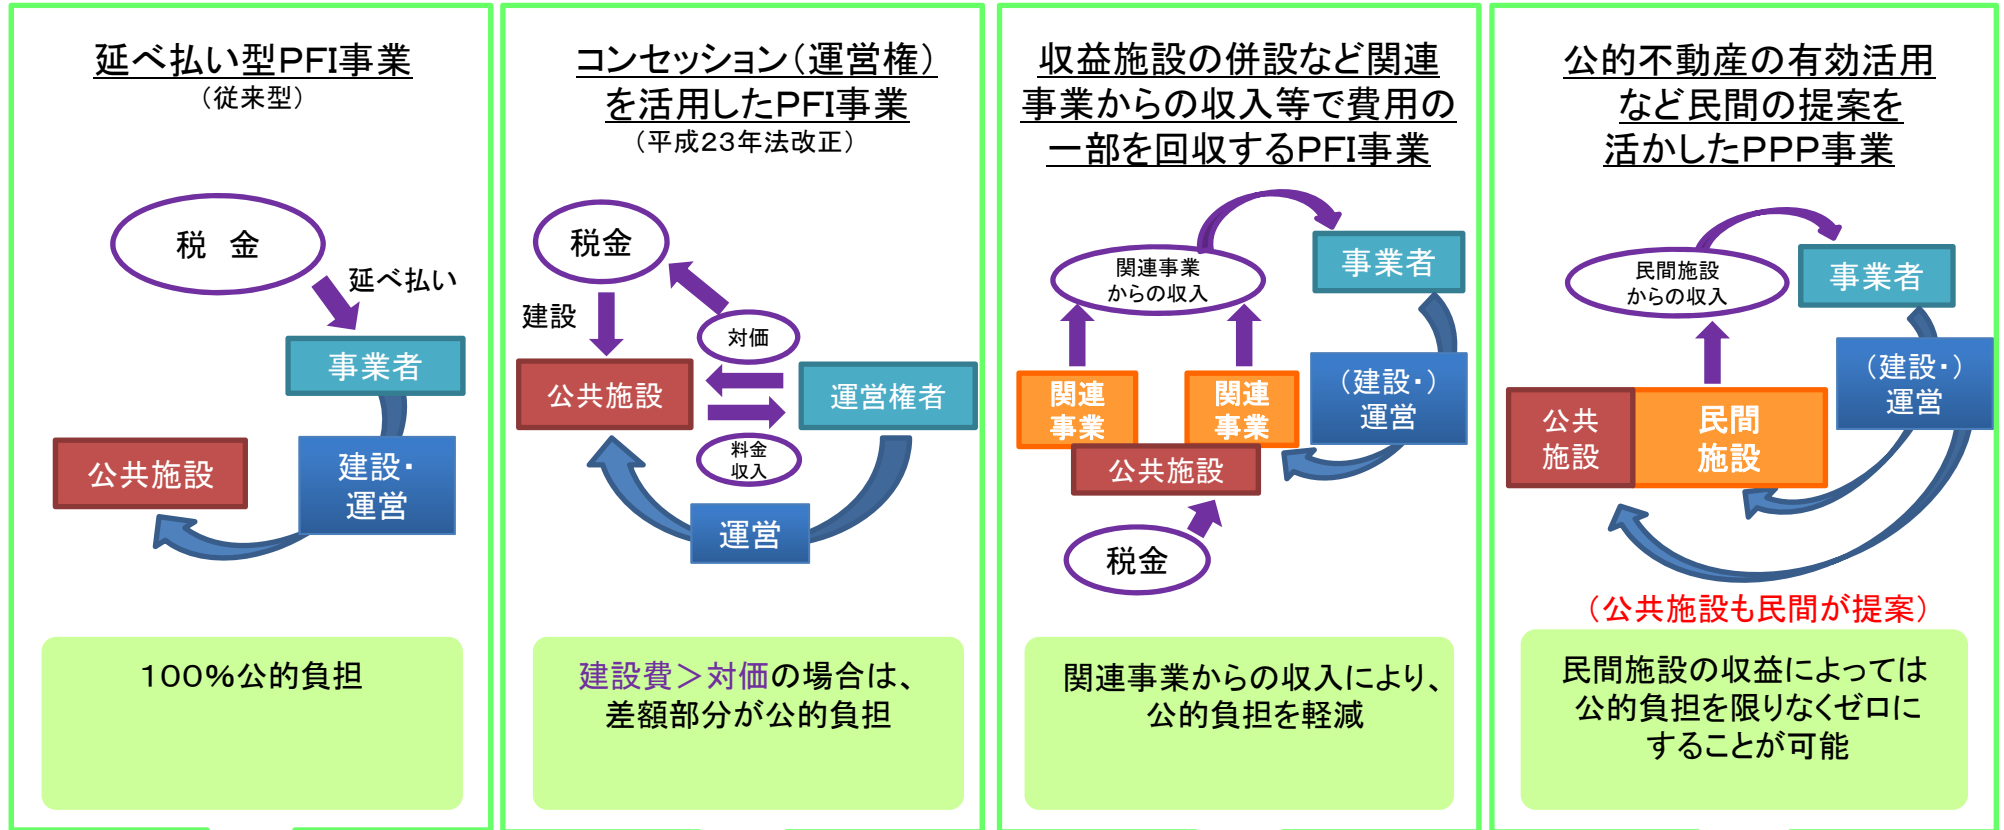 延べ払い型PFI事業
（従来型）
税　金
延べ払い
事業者
公共施設
建設・
運営
100%公的負担
コンセッション（運営権）
を活用したPFI事業
（平成23年法改正）
税金
建設
対価
公共施設
運営権者
料金
収入
運営
建設費＞対価の場合は、
差額部分が公的負担
収益施設の併設など関連
事業からの収入等で費用の
一部を回収するPFI事業
関連事業
からの収入
事業者
関連
事業
関連
事業
（建設・）
運営
公共施設
税金
関連事業からの収入により、
公的負担を軽減
公的不動産の有効活用
など民間の提案を
活かしたPPP事業
民間施設
からの収入
事業者
（建設・）
運営
公共
施設
民間
施設
（公共施設も民間が提案）
民間施設の収益によっては
公的負担を限りなくゼロに
することが可能